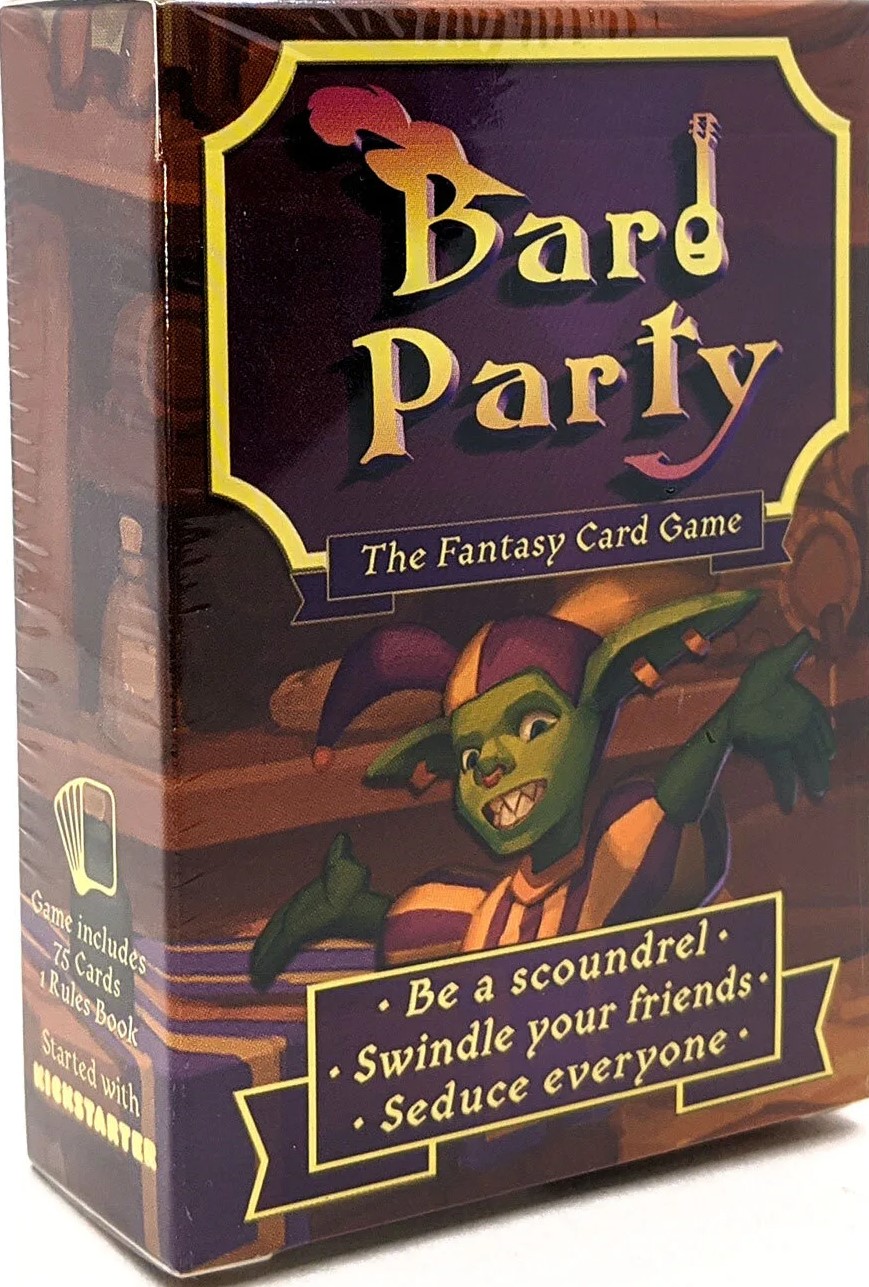 Bard
Party
The Fantasy Card Game
· Be a scoundrel ·
· Swindle your friends ·
· Seduce everyone ·
Game includes
75 Cards
1 Rules Book
Started with
KICKSTARTER